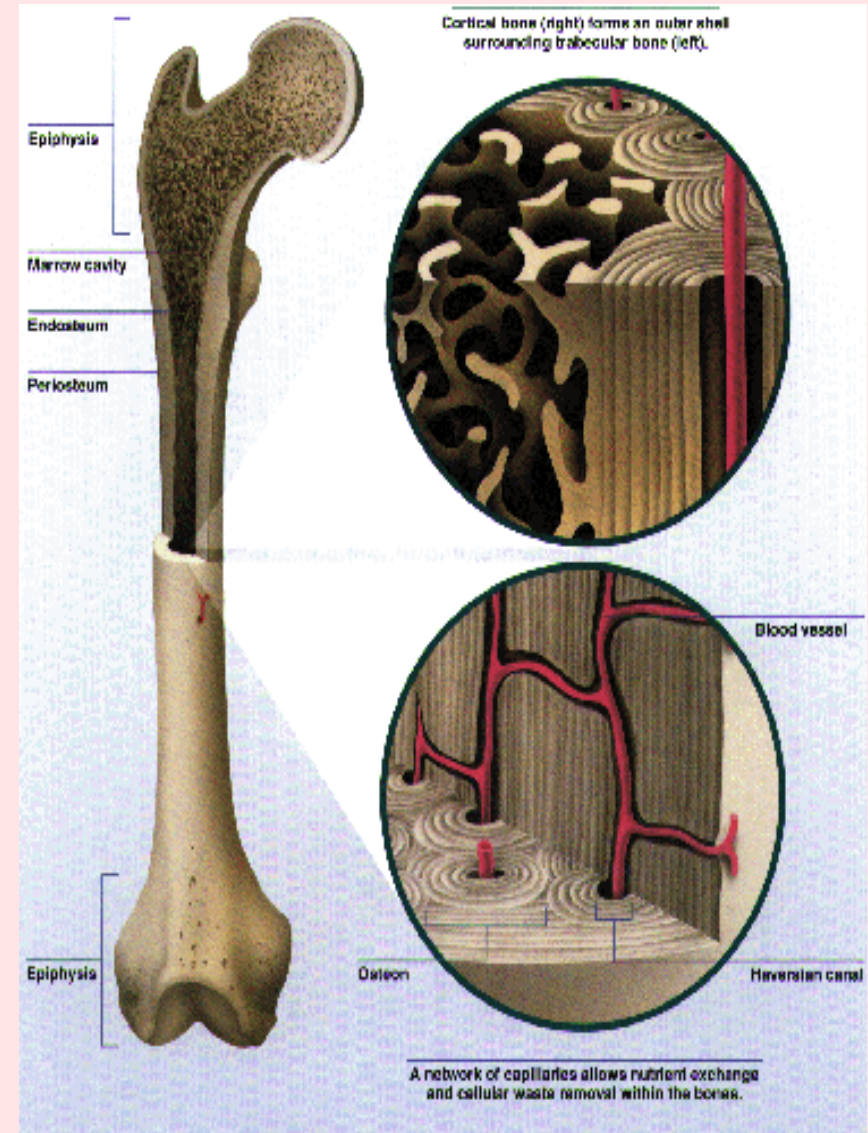 Cortical bone (right) forms an outer shell
surrounding trabecular bone (left).
Epiphysis
Marrow cavity
Endosteum
Periosteum
Blood vessel
Epiphysis
Osteon
Haversian canal
A network of capillaries allows nutrient exchange
and cellular waste removal within the bones.